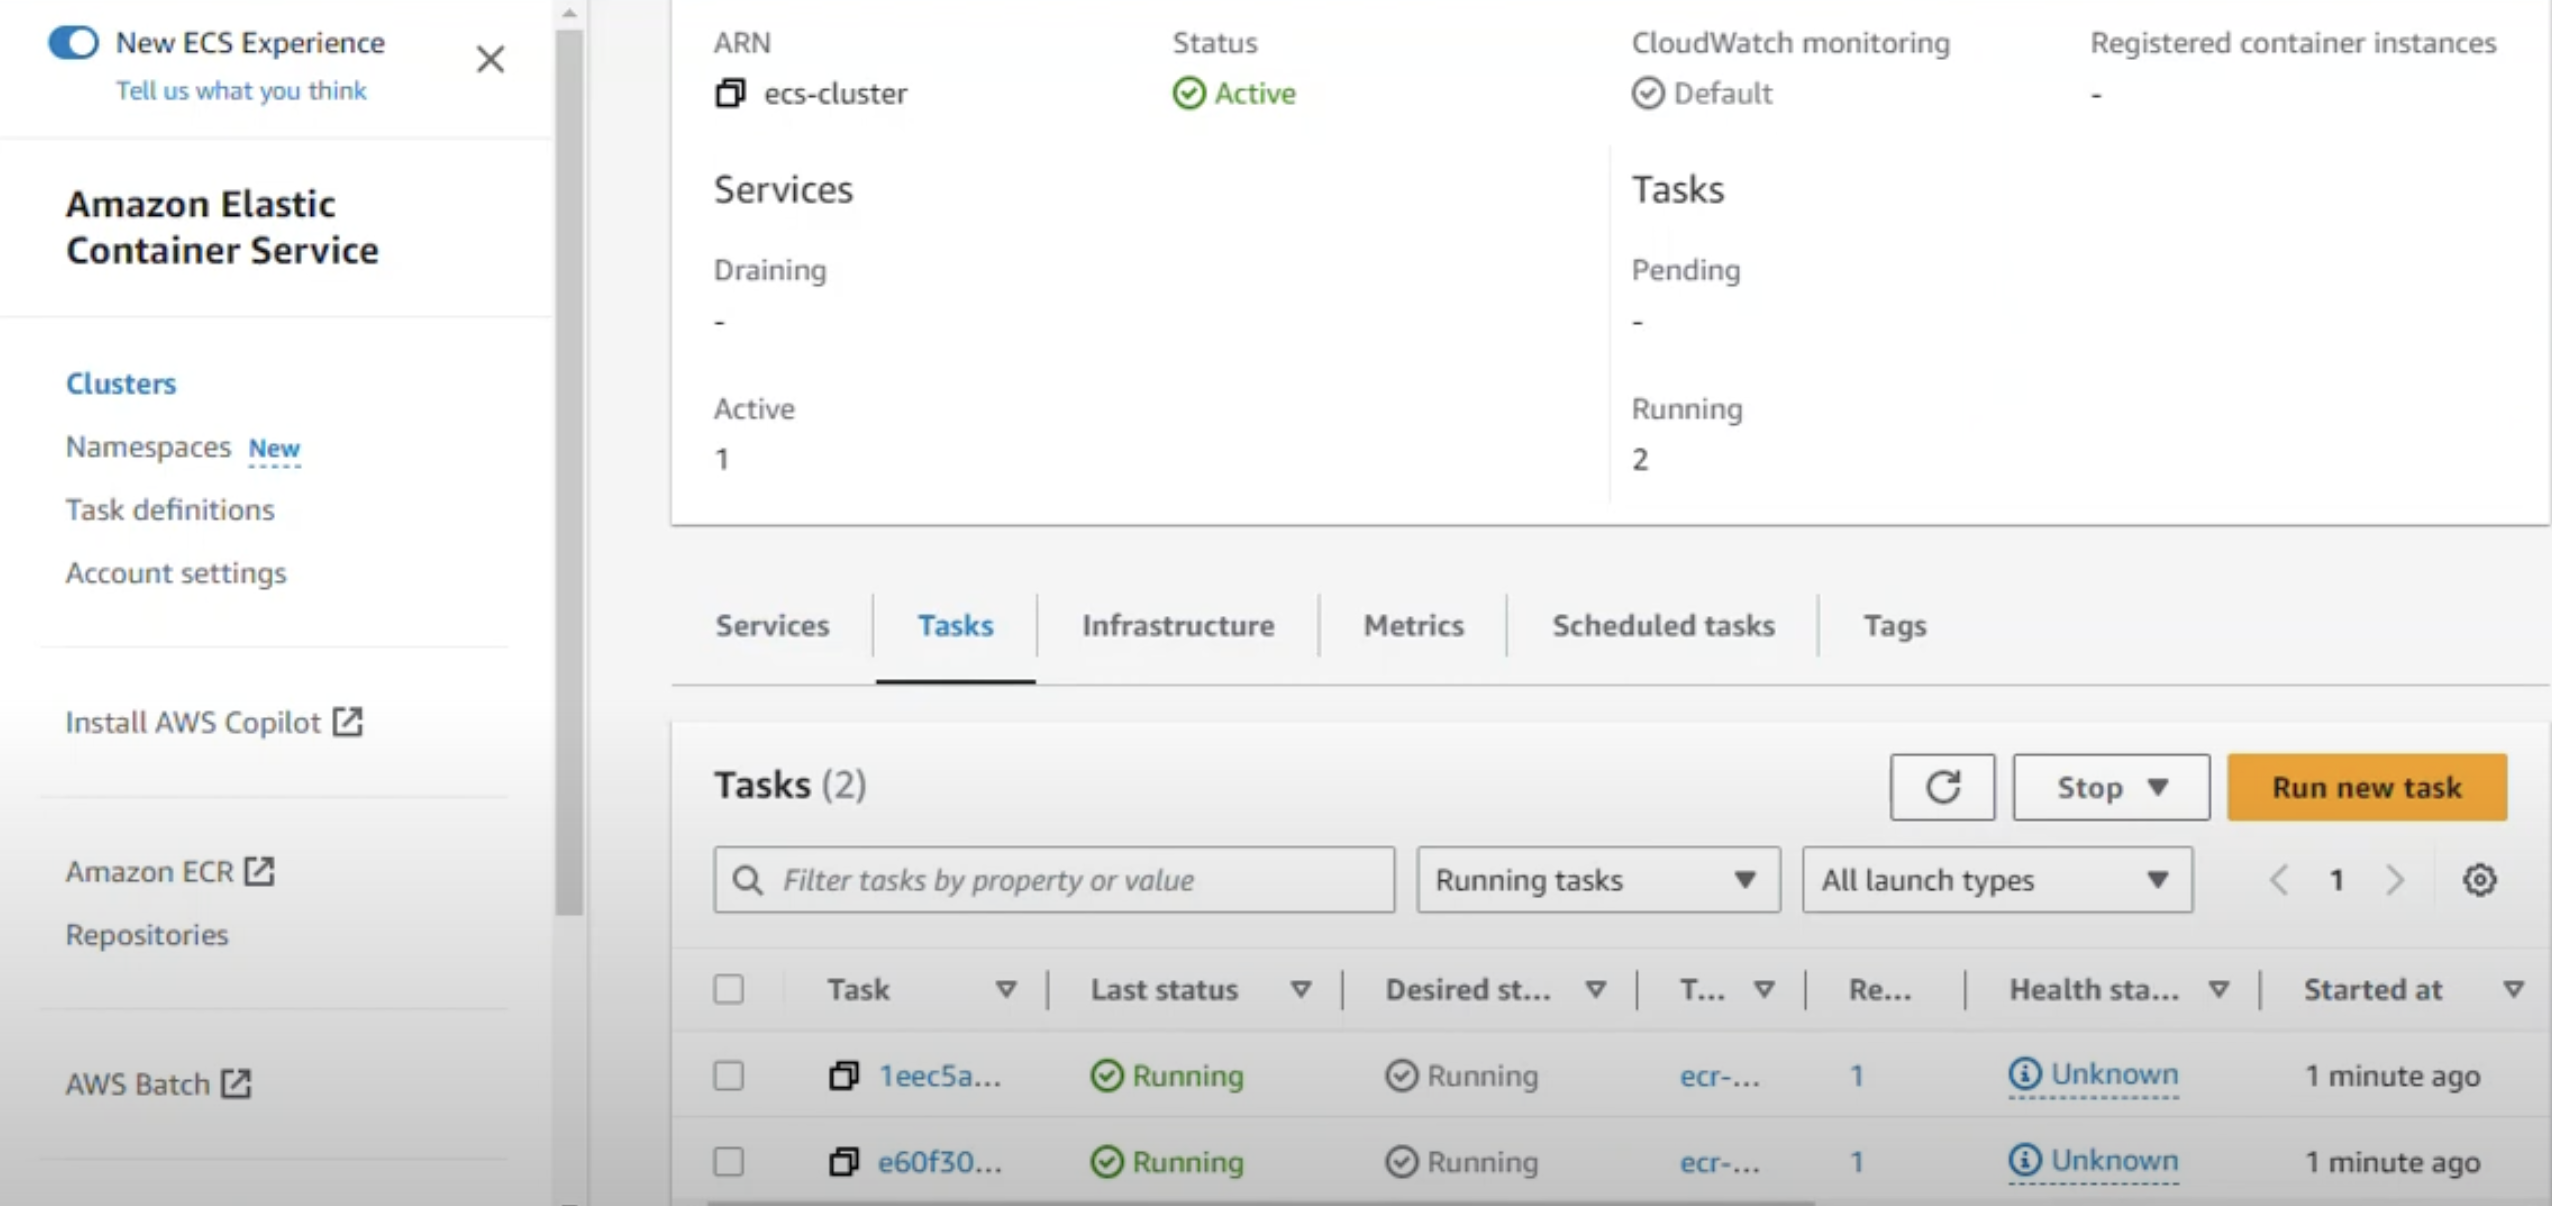 New ECS Experience
Tell us what you think
Amazon Elastic
Container Service
Clusters
Namespaces New
Task definitions
Account settings
Install AWS Copilot
Amazon ECR
Repositories
AWS Batch
ARN
ecs-cluster
Status
Active
CloudWatch monitoring
Default
Registered container instances
-
Services
Draining
-
Active
1
Tasks
Pending
-
Running
2
Services Tasks Infrastructure Metrics Scheduled tasks Tags
Tasks (2)
Stop Run new task
Filter tasks by property or value Running tasks All launch types 1
Task Last status Desired st... T... Re... Health sta... Started at
1eec5a... Running Running ecr-... 1 Unknown 1 minute ago
e60f30... Running Running ecr-... 1 Unknown 1 minute ago